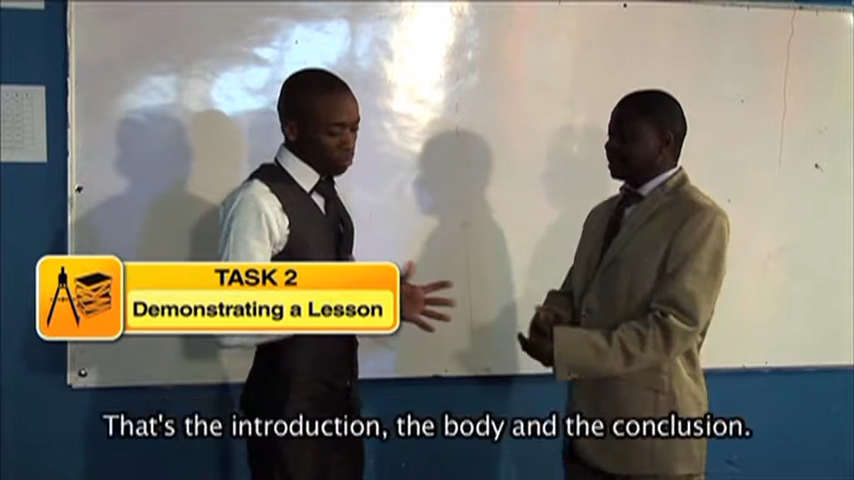 TASK 2
Demonstrating a Lesson
That's the introduction, the body and the conclusion.